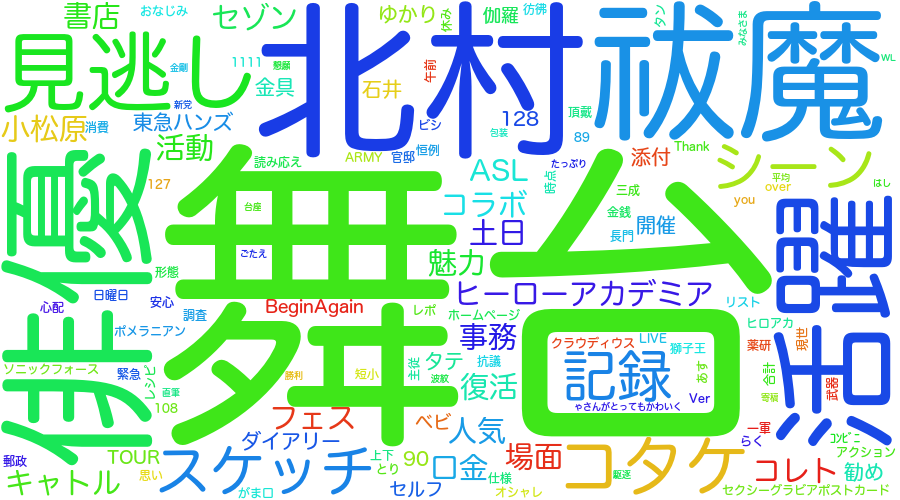 書店
おなじみ
セゾン
ゆかり
休み
伽羅
彷彿
タン
みなさま
見逃し
北村
祓魔
金剛
1111
懇願
金具
午前
石井
WL
小松原
消費
新党
東急ハンズ
ビシ
128
頂戴
89
包装
活動
読み応え
ARMY
官邸
恒例
たっぷり
添付
Thank
シーン
俳優
127
ASL
時点
三成
平均
over
you
はし
舞台
台座
コラボ
金銭
長門
開催
活躍
土日
ごたえ
魅力
形態
心配
日曜日
安心
調査
BeginAgain
レポ
ヒーローアカデミア
ホームページ
リスト
ポメラニアン
事務
クラウディウス
LIVE
獅子王
ヒロアカ
薬研
現世
ソニックフォース
緊急
レシピ
直軍
勝利
短小
主従
タテ
波紋
抗議
記録
あす
合計
武器
108
復活
Ver
寄稿
ゃさんがとってもかわいく
フェス
ベビ
人気
一軍
らく
コンビニ
郵政
TOUR
ダイアリー
上下
とり
90
口金
場面
コタケ
アクション
キャトル
思い
スケッチ
がま口
セルフ
仕様
オシャレ
駆逐
コレト
勧め
セクシーグラビアポストカード